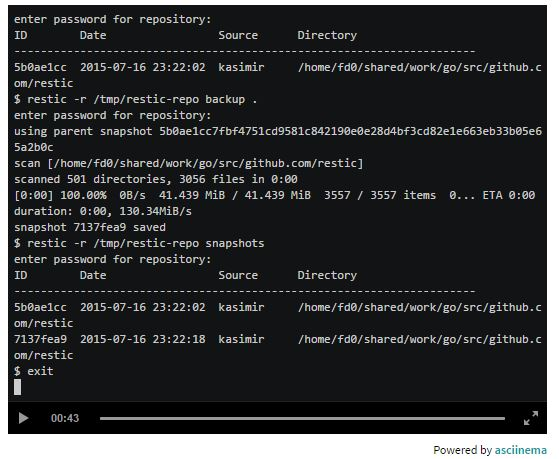 enter password for repository:
ID        Date                 Source      Directory
----------------------------------------------------------------------
5b0ae1cc  2015-07-16 23:22:02  kasimir     /home/fd0/shared/work/go/src/github.c
om/restic
$ restic -r /tmp/restic-repo backup .
enter password for repository:
using parent snapshot 5b0ae1cc7fbf4751cd9581c842190e0e28d4bf3cd82e1e663eb33b05e6
5a2b0c
scan [/home/fd0/shared/work/go/src/github.com/restic]
scanned 501 directories, 3056 files in 0:00
[0:00] 100.00%  0B/s  41.439 MiB / 41.439 MiB  3557 / 3557 items  0... ETA 0:00
duration: 0:00, 130.34MiB/s
snapshot 7137fea9 saved
$ restic -r /tmp/restic-repo snapshots
enter password for repository:
ID        Date                 Source      Directory
----------------------------------------------------------------------
5b0ae1cc  2015-07-16 23:22:02  kasimir     /home/fd0/shared/work/go/src/github.c
om/restic
7137fea9  2015-07-16 23:22:18  kasimir     /home/fd0/shared/work/go/src/github.c
om/restic
$ exit
00:43
Powered by asciinema